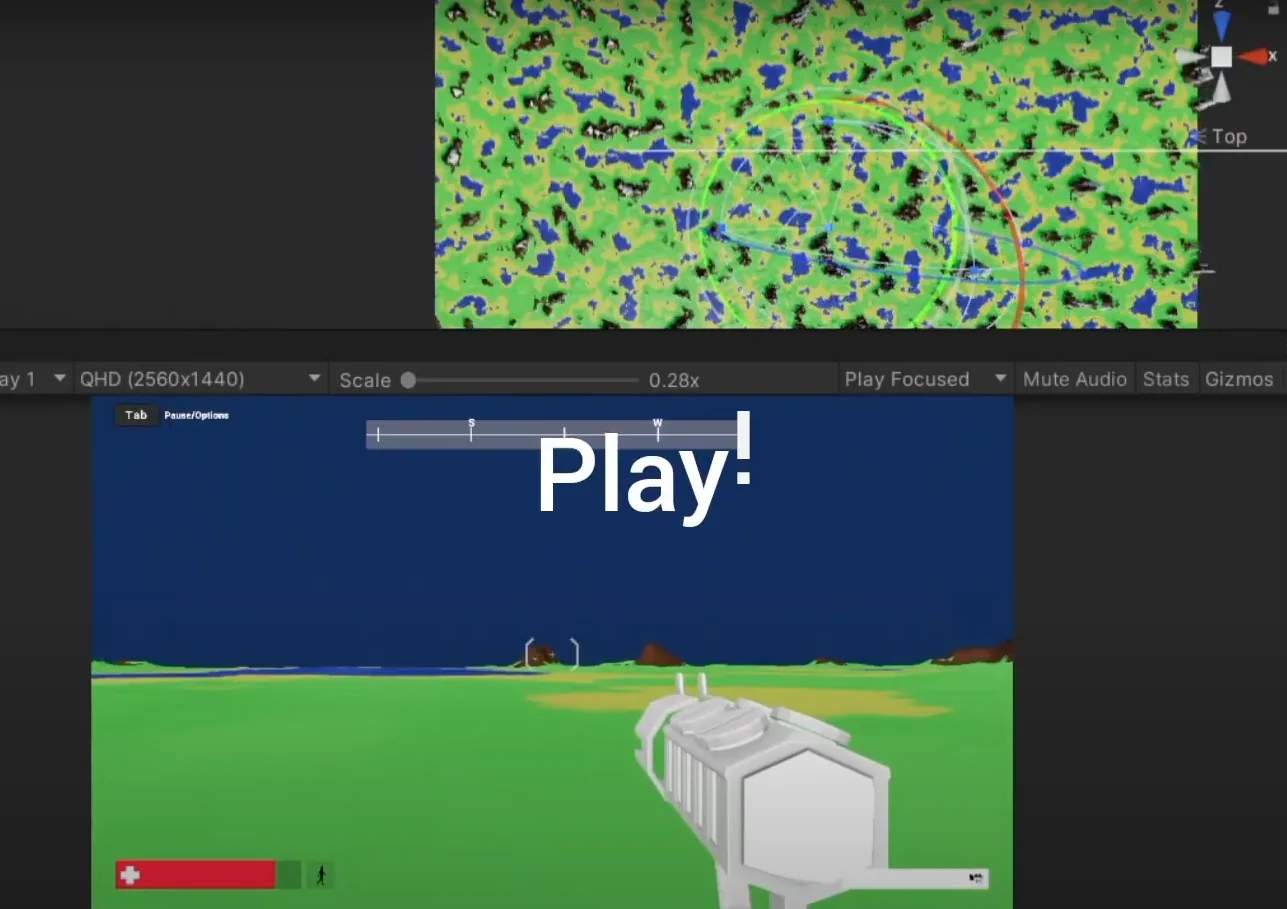 Z
X
Top
ay 1 QHD (2560x1440) Scale 0.28x Play Focused Mute Audio Stats Gizmos
Tab Pause/Options
S W
Play!